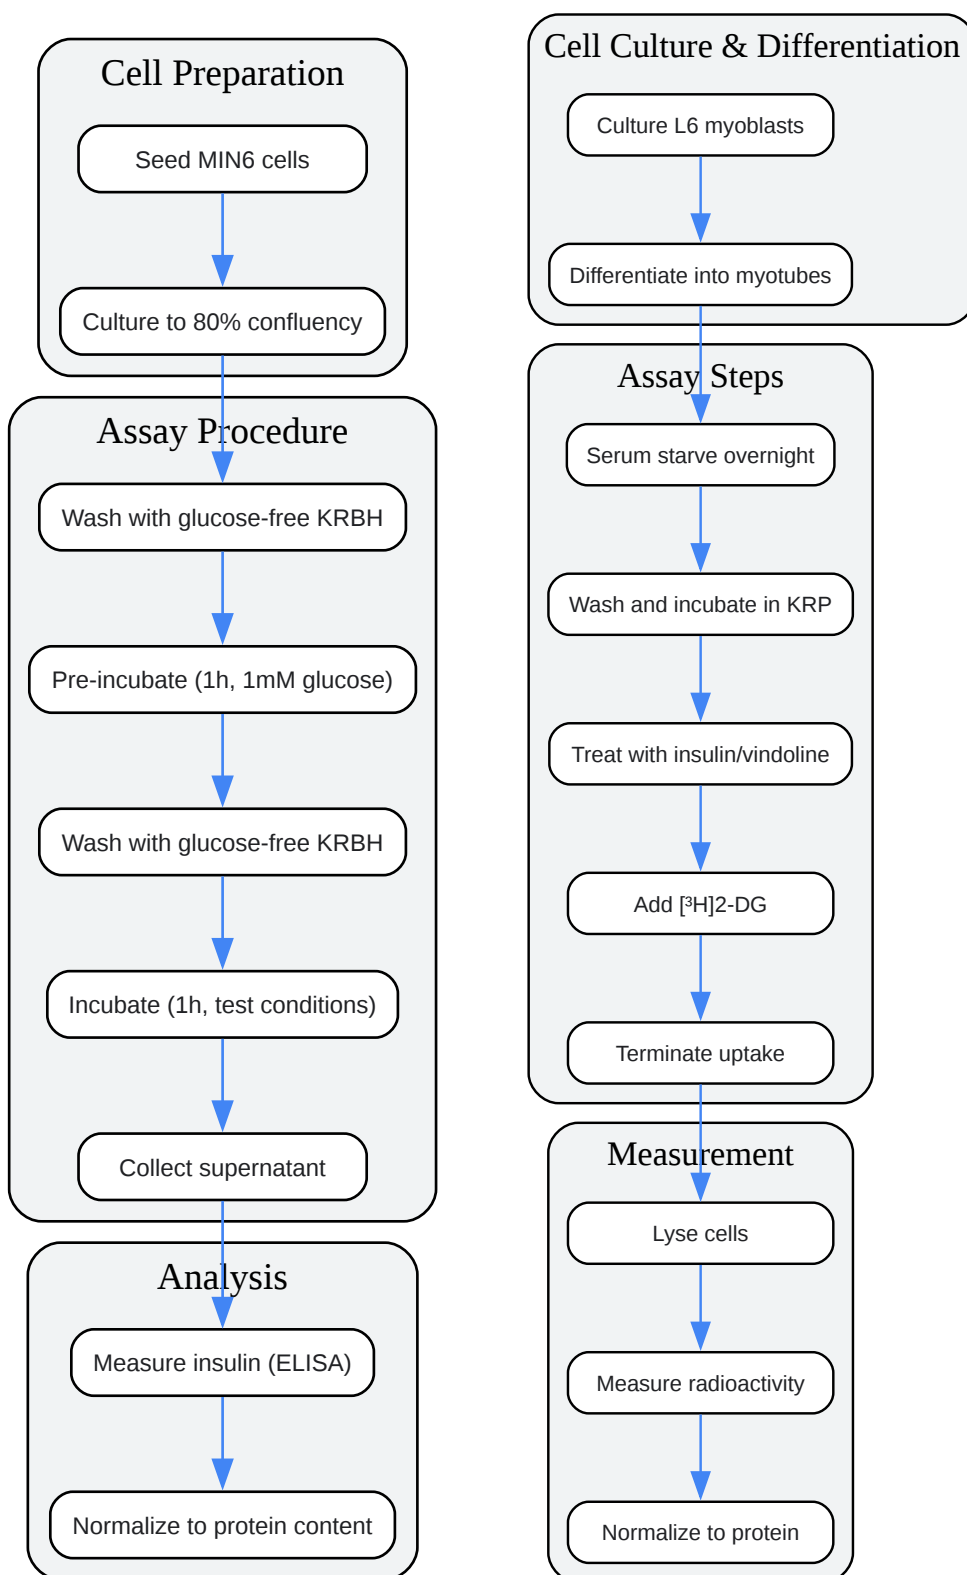 Cell Preparation
Seed MIN6 cells
Culture to 80% confluency
Assay Procedure
Wash with glucose-free KRBH
Pre-incubate (1h, 1mM glucose)
Wash with glucose-free KRBH
Incubate (1h, test conditions)
Collect supernatant
Analysis
Measure insulin (ELISA)
Normalize to protein content
Cell Culture & Differentiation
Culture L6 myoblasts
Differentiate into myotubes
Assay Steps
Serum starve overnight
Wash and incubate in KRP
Treat with insulin/vindoline
Add [³H]2-DG
Terminate uptake
Measurement
Lyse cells
Measure radioactivity
Normalize to protein